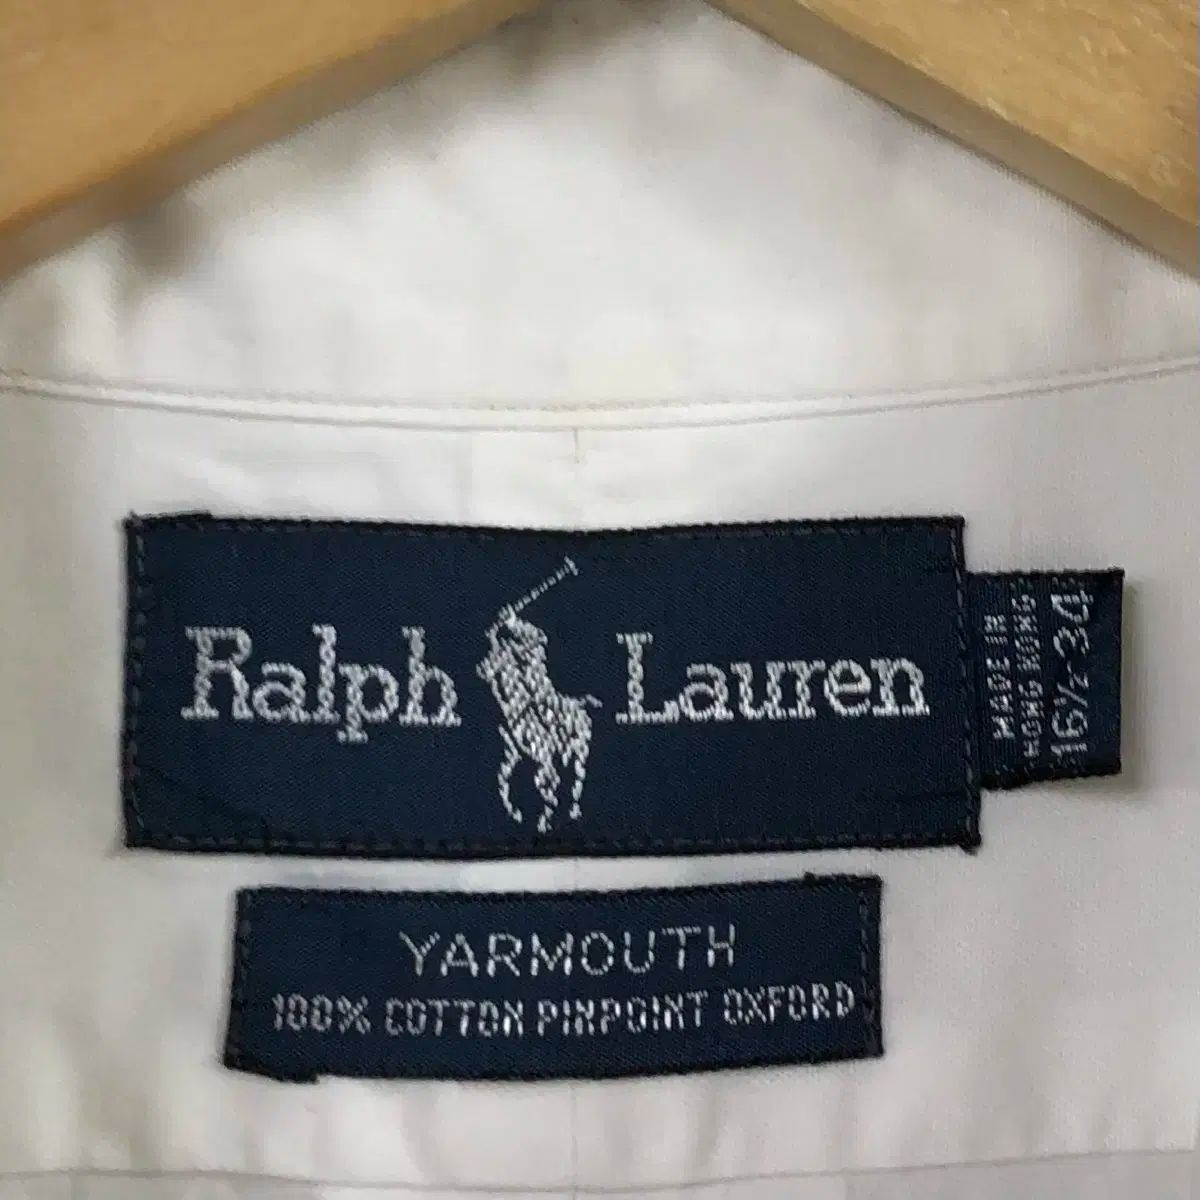 Ralph Lauren
MADE IN
HONG KONG
16½-34
YARMOUTH
100% COTTON PINPOINT OXFORD